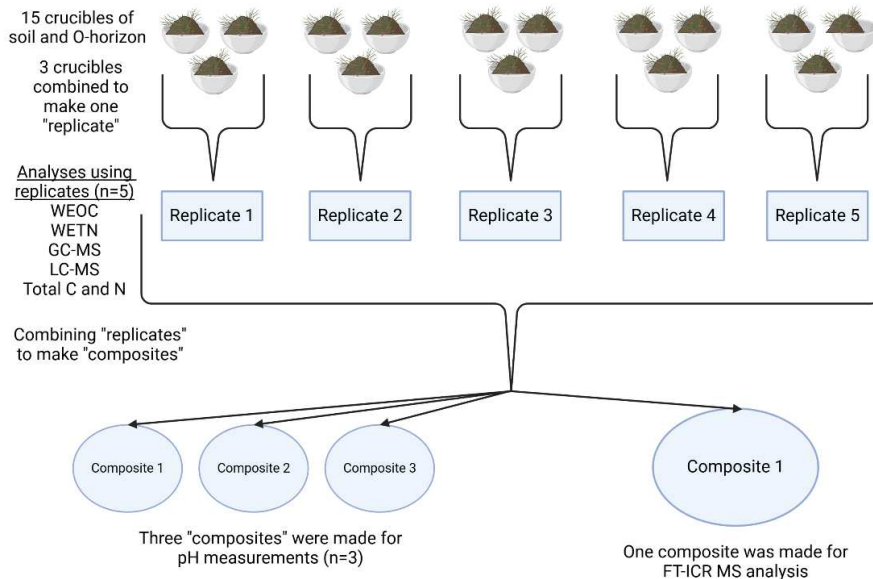 15 crucibles of
soil and O-horizon
3 crucibles
combined to
make one
"replicate"
Analyses using
replicates (n=5)
WEOC
WETN
GC-MS
LC-MS
Total C and N
Replicate 1
Replicate 2
Replicate 3
Replicate 4
Replicate 5
Combining "replicates"
to make "composites"
Composite 1
Composite 2
Composite 3
Composite 1
Three "composites" were made for
pH measurements (n=3)
One composite was made for
FT-ICR MS analysis